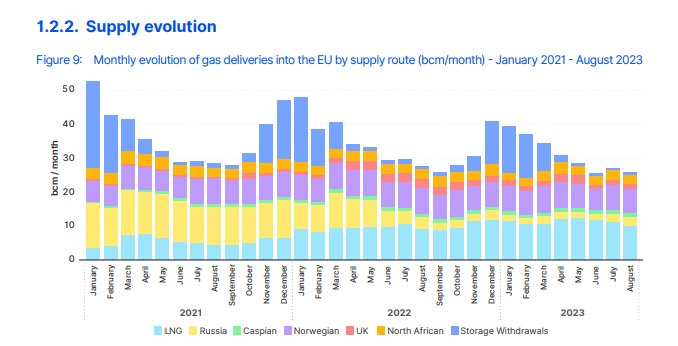 1.2.2. Supply evolution
Figure 9: Monthly evolution of gas deliveries into the EU by supply route (bcm/month) - January 2021 - August 2023
bcm / month
50
40
30
20
10
0
January
February
March
April
May
June
July
August
September
October
November
December
January
February
March
April
May
June
July
August
September
October
November
December
January
February
March
April
May
June
July
August
2021
2022
2023
LNG Russia Caspian Norwegian UK North African Storage Withdrawals